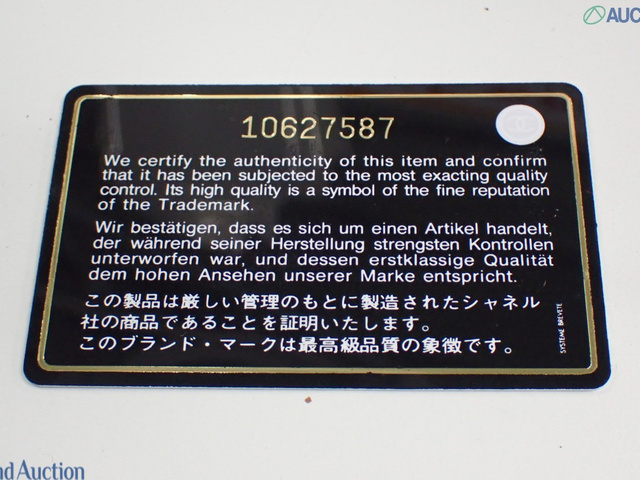 AUC
10627587
We certify the authenticity of this item and confirm
that it has been subjected to the most exacting quality
control. Its high quality is a symbol of the fine reputation
of the Trademark.
Wir bestätigen, dass es sich um einen Artikel handelt,
der während seiner Herstellung strengsten Kontrollen
unterworfen war, und dessen erstklassige Qualität
dem hohen Ansehen unserer Marke entspricht.
この製品は厳しい管理のもとに製造されたシャネル
社の商品であることを証明いたします。
このブランド・マークは最高級品質の象徴です。
SYSTEME BREVETE
nd Auction